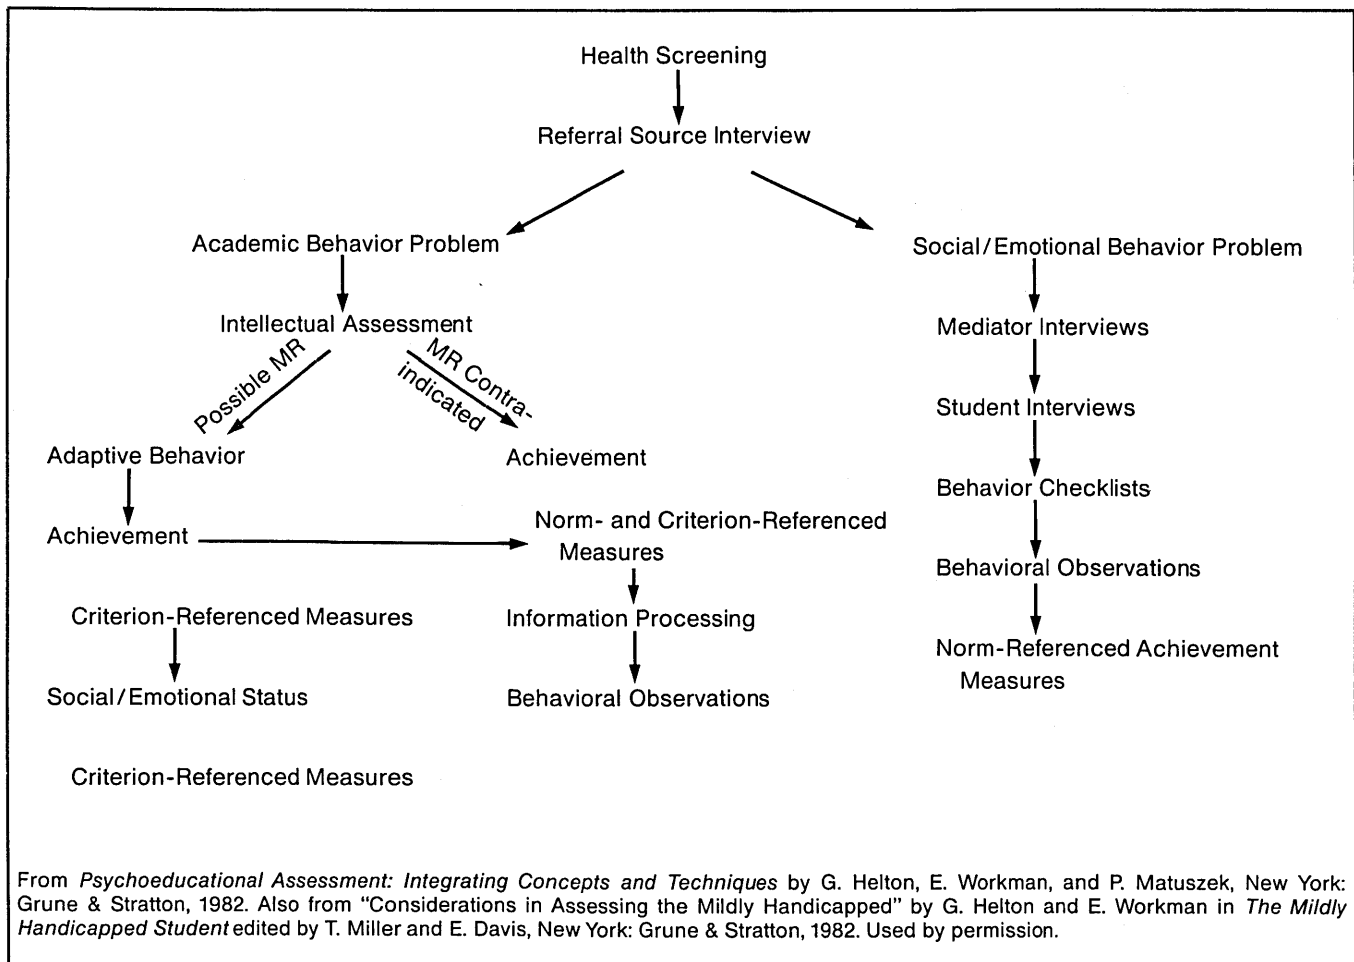 Health Screening
Referral Source Interview
Academic Behavior Problem
Social/Emotional Behavior Problem
Intellectual Assessment
Mediator Interviews
Possible MR
MR Contra-
indicated
Student Interviews
Adaptive Behavior
Achievement
Behavior Checklists
Achievement
Norm- and Criterion-Referenced
Measures
Behavioral Observations
Criterion-Referenced Measures
Information Processing
Norm-Referenced Achievement
Measures
Social/Emotional Status
Behavioral Observations
Criterion-Referenced Measures
From Psychoeducational Assessment: Integrating Concepts and Techniques by G. Helton, E. Workman, and P. Matuszek, New York:
Grune & Stratton, 1982. Also from “Considerations in Assessing the Mildly Handicapped” by G. Helton and E. Workman in The Mildly
Handicapped Student edited by T. Miller and E. Davis, New York: Grune & Stratton, 1982. Used by permission.